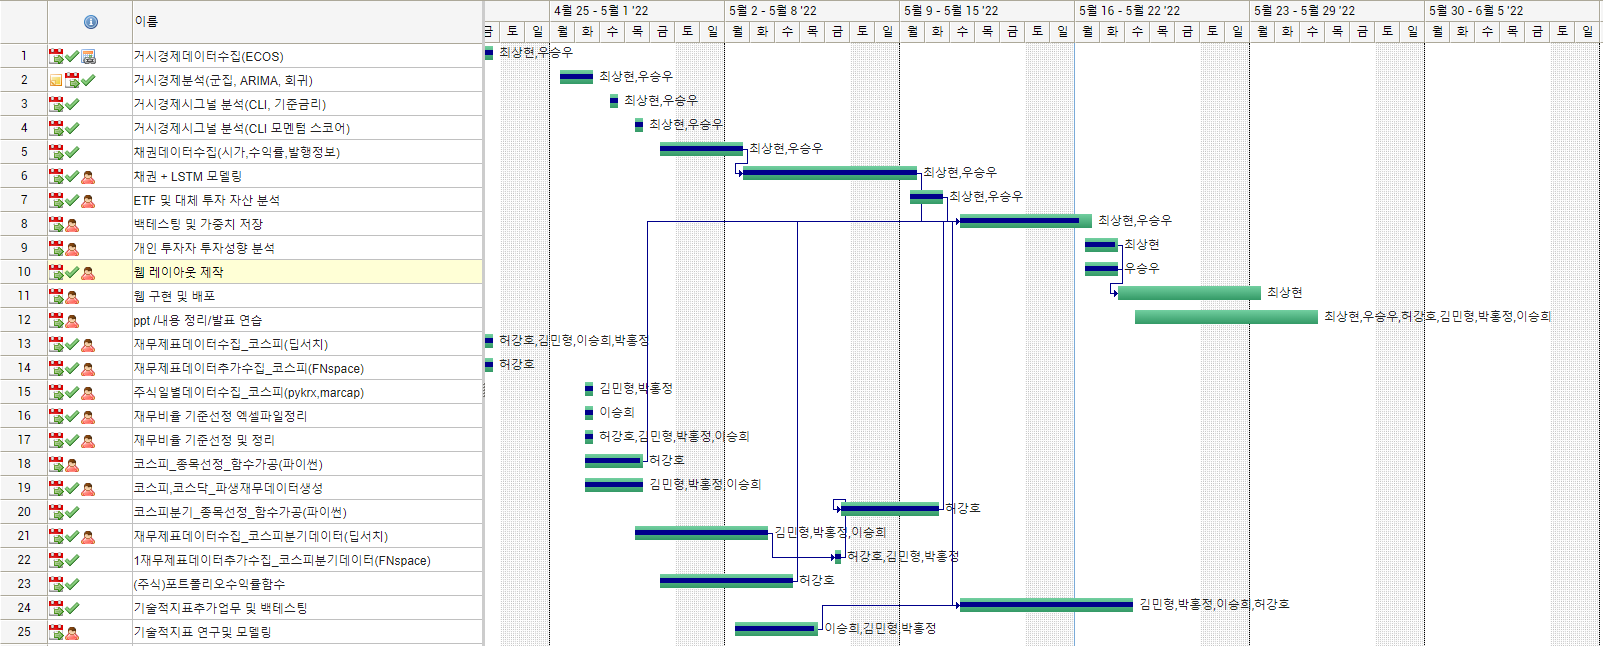 4월 25 - 5월 1 '22 5월 2 - 5월 8 '22 5월 9 - 5월 15 '22 5월 16 - 5월 22 '22 5월 23 - 5월 29 '22 5월 30 - 6월 5 '22
이름
토 일 월 화 수 목 금 토 일 월 화 수 목 금 토 일 월 화 수 목 금 토 일 월 화 수 목 금 토 일 월 화 수 목 금 토 일 월 화 수 목 금 토 일
1 거시경제데이터수집(ECOS) 최상현,우승우
2 거시경제분석(군집, ARIMA, 회귀) 최상현,우승우
3 거시경제시그널 분석(CLI, 기준금리) 최상현,우승우
4 거시경제시그널 분석(CLI 모멘텀 스코어) 최상현,우승우
5 채권데이터수집(시가,수익률,발행정보) 최상현,우승우
6 채권 + LSTM 모델링 최상현,우승우
7 ETF 및 대체 투자 자산 분석 최상현,우승우
8 백테스팅 및 가중치 저장 최상현,우승우
9 개인 투자자 투자성향 분석 최상현
10 웹 레이아웃 제작 우승우
11 웹 구현 및 배포 최상현
12 ppt /내용 정리/발표 연습 최상현,우승우,허강호,김민형,박홍정,이승희
13 재무제표데이터수집_코스피(딥서치) 허강호,김민형,이승희,박홍정
14 재무제표데이터추가수집_코스피(FNspace) 허강호
15 주식일별데이터수집_코스피(pykrx,marcap) 김민형,박홍정
16 재무비율 기준선정 엑셀파일정리 이승희
17 재무비율 기준선정 및 정리 허강호,김민형,박홍정,이승희
18 코스피_종목선정_함수가공(파이썬) 허강호
19 코스피,코스닥_파생재무데이터생성 김민형,박홍정,이승희
20 코스피분기_종목선정_함수가공(파이썬) 허강호
21 재무제표데이터수집_코스피분기데이터(딥서치) 김민형,박홍정,이승희
22 1재무제표데이터추가수집_코스피분기데이터(FNspace) 허강호,김민형,박홍정
23 (주식)포트폴리오수익률함수 허강호
24 기술적지표추가업무 및 백테스팅 김민형,박홍정,이승희,허강호
25 기술적지표 연구및 모델링 이승희,김민형,박홍정